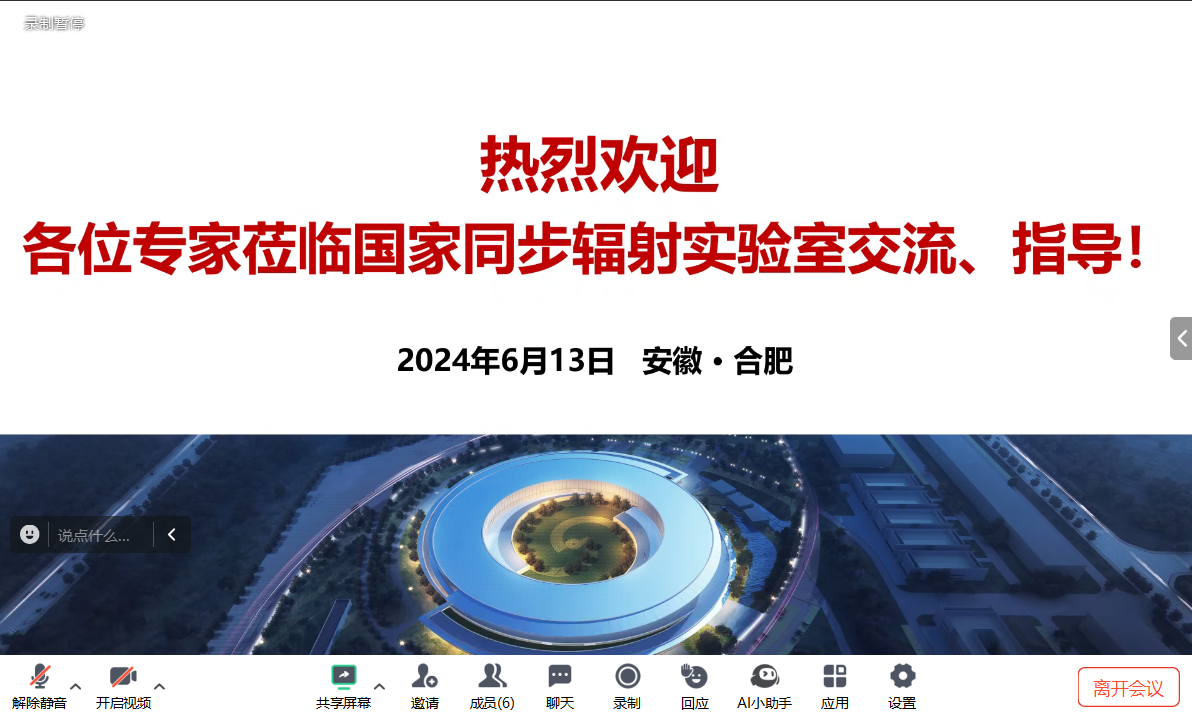 录制暂停
热烈欢迎
各位专家莅临国家同步辐射实验室交流、指导！
2024年6月13日 安徽·合肥
说点什么...
解除静音 开启视频 共享屏幕 邀请 成员(6) 聊天 录制 回应 AI小助手 应用 设置 离开会议